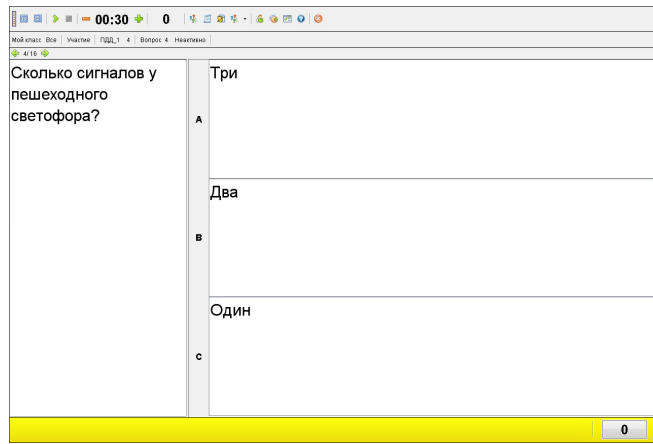 00:30 0
Мой класс Все Участие ПДД_1 4 Вопрос 4 Неактивно
4/16
Сколько сигналов у
пешеходного
светофора?
A
Три
B
Два
C
Один
0